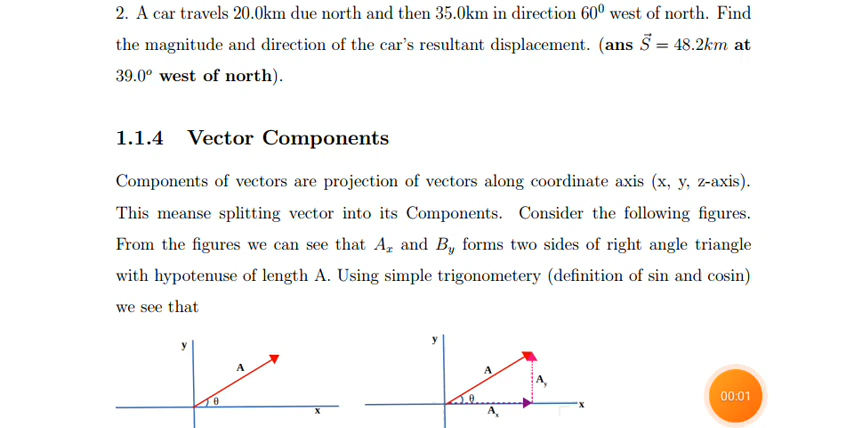 2. A car travels 20.0km due north and then 35.0km in direction 60⁰ west of north. Find
the magnitude and direction of the car's resultant displacement. (ans S⃗ = 48.2km at
39.0ᵒ west of north).
1.1.4 Vector Components
Components of vectors are projection of vectors along coordinate axis (x, y, z-axis).
This meanse splitting vector into its Components. Consider the following figures.
From the figures we can see that Aₓ and B_y forms two sides of right angle triangle
with hypotenuse of length A. Using simple trigonometery (definition of sin and cosin)
we see that
y
A
θ
x
y
A
A_y
θ
Aₓ
x
00:01